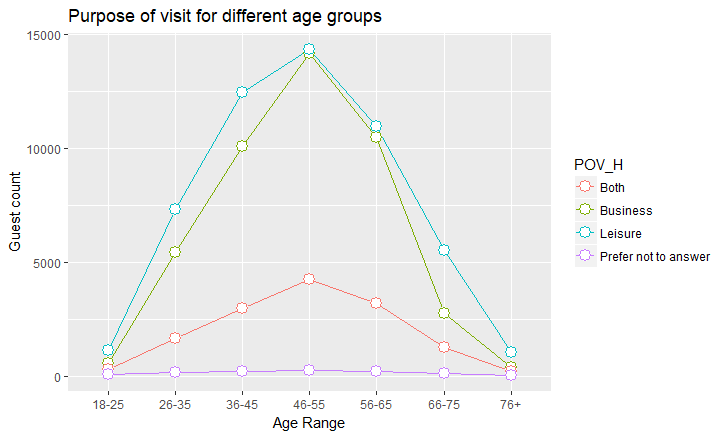 Purpose of visit for different age groups
15000
10000
5000
0
Guest count
18-25 26-35 36-45 46-55 56-65 66-75 76+
Age Range
POV_H
Both
Business
Leisure
Prefer not to answer